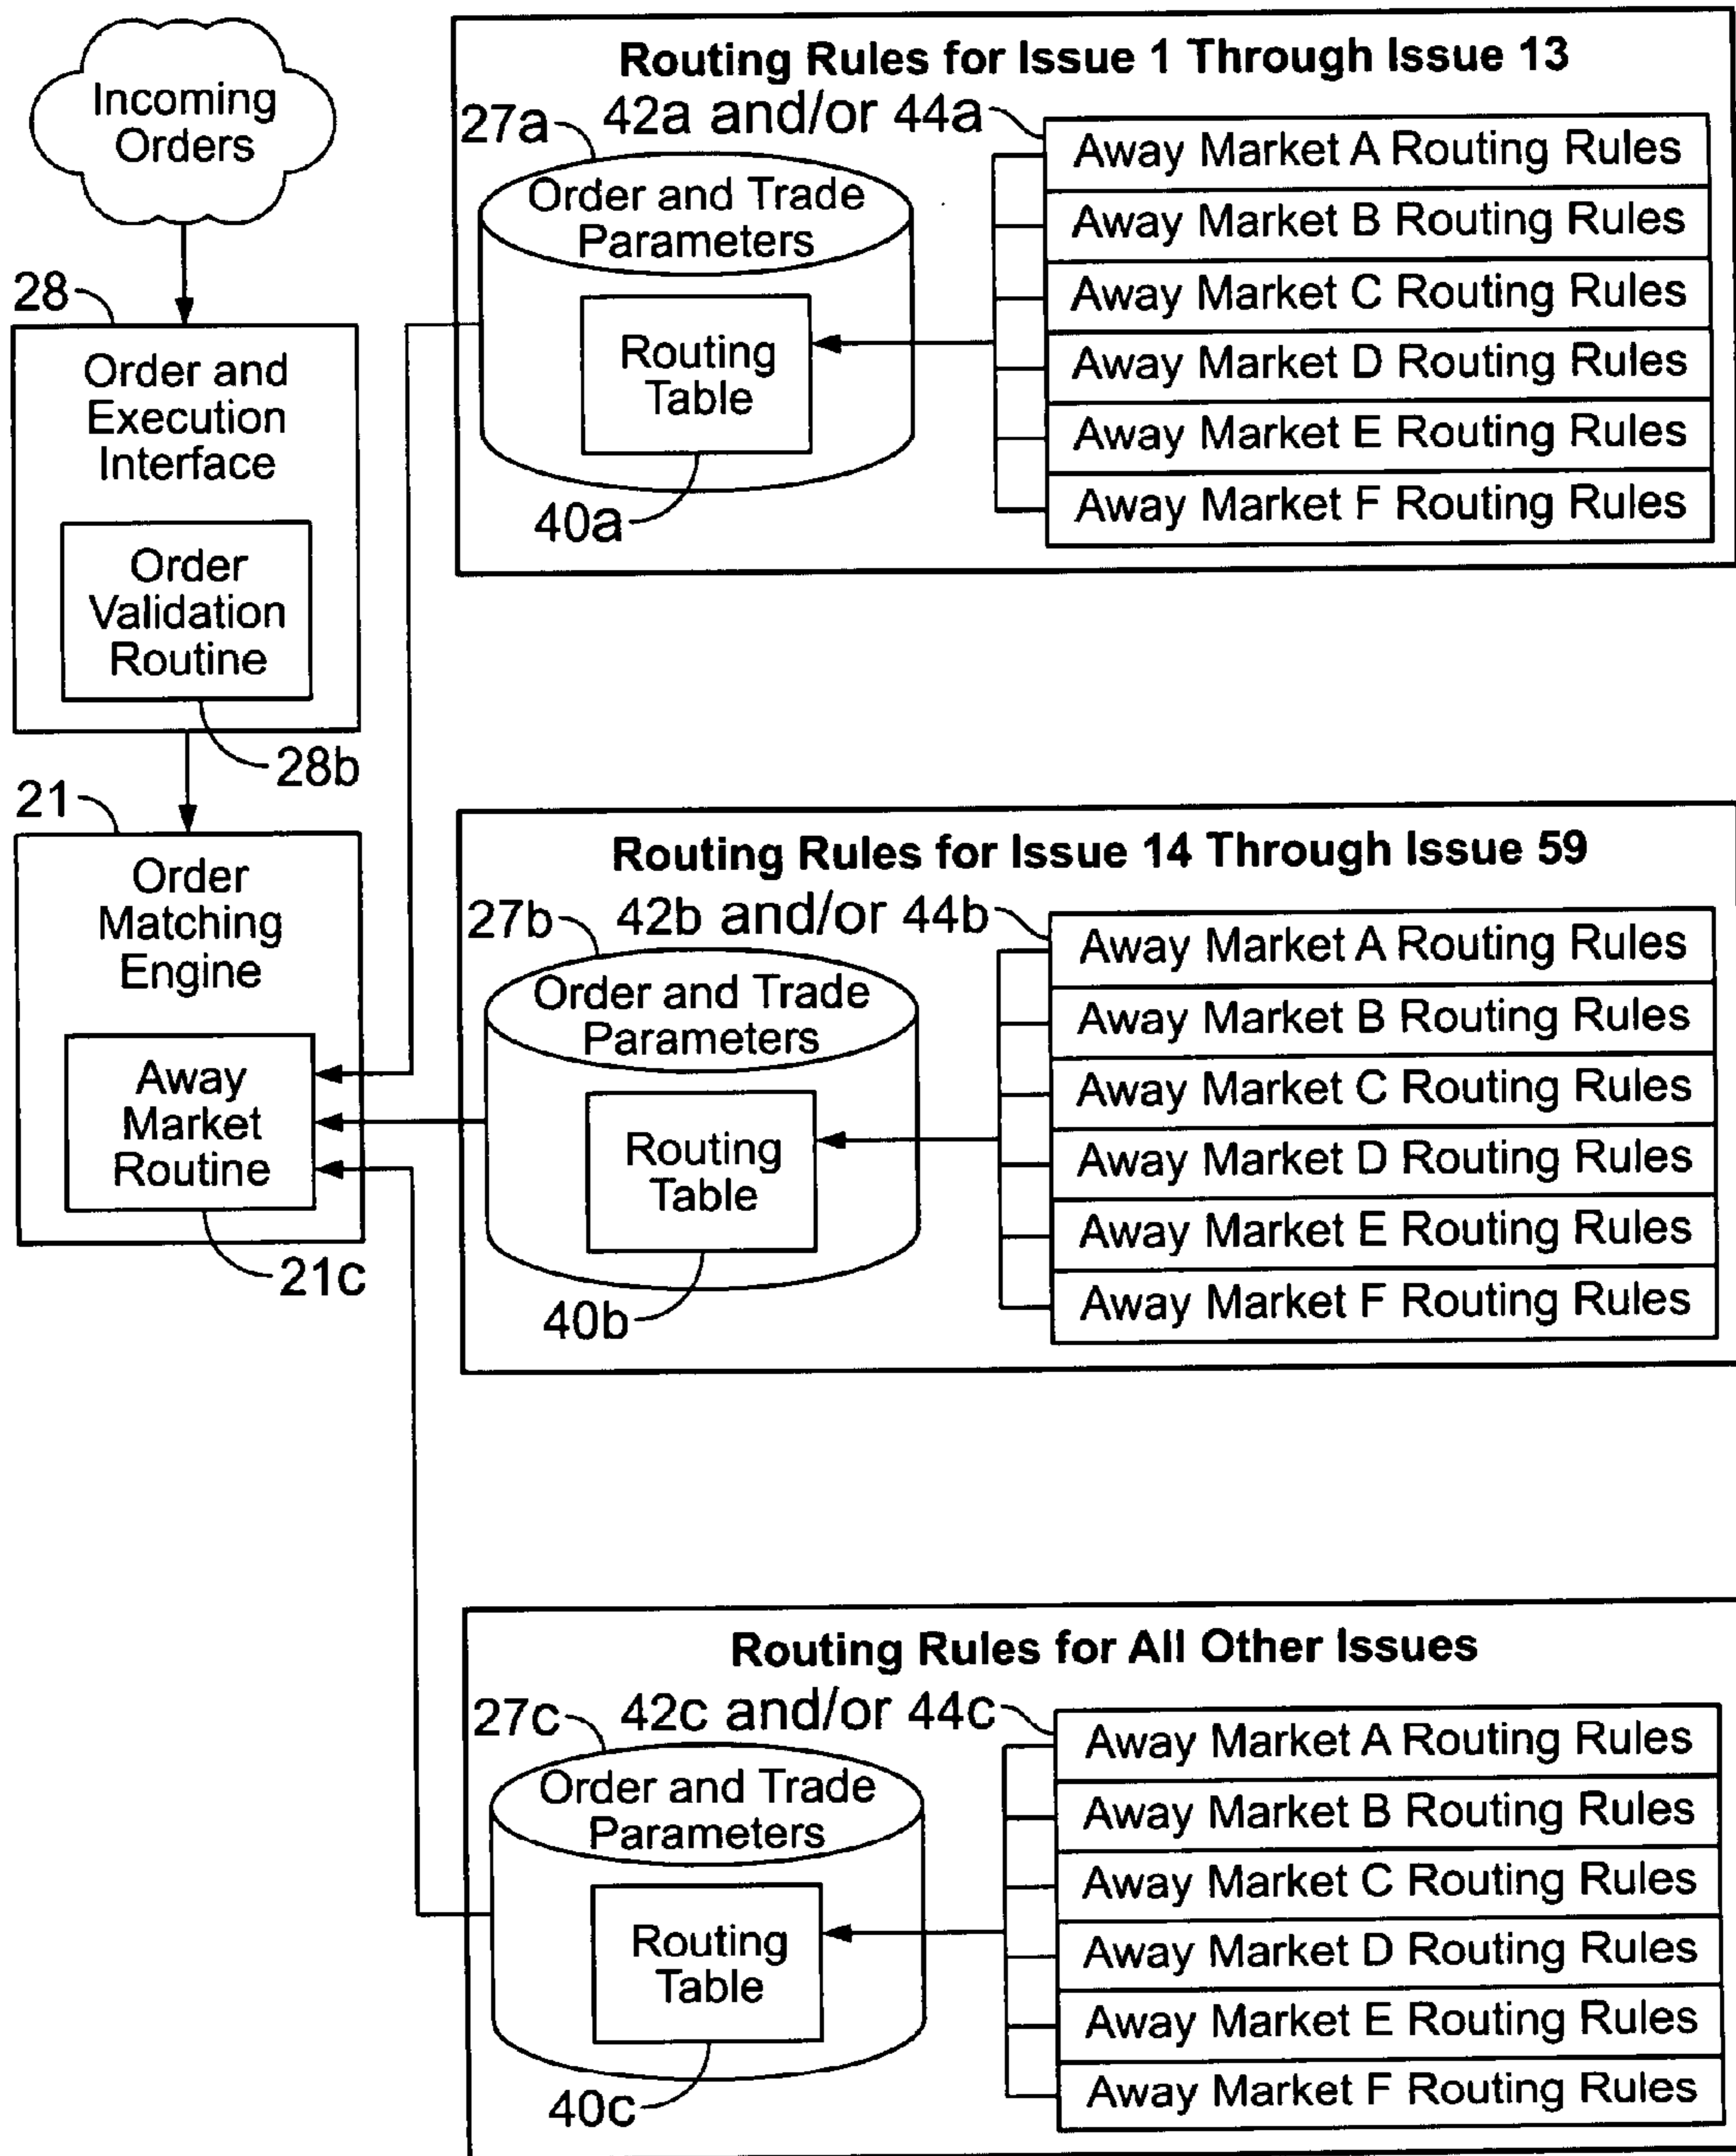 Incoming
Orders
28
Order and
Execution
Interface
Order
Validation
Routine
28b
21
Order
Matching
Engine
Away
Market
Routine
21c
Routing Rules for Issue 1 Through Issue 13
27a
42a and/or 44a
Order and Trade
Parameters
Routing
Table
40a
Away Market A Routing Rules
Away Market B Routing Rules
Away Market C Routing Rules
Away Market D Routing Rules
Away Market E Routing Rules
Away Market F Routing Rules
Routing Rules for Issue 14 Through Issue 59
27b
42b and/or 44b
Order and Trade
Parameters
Routing
Table
40b
Away Market A Routing Rules
Away Market B Routing Rules
Away Market C Routing Rules
Away Market D Routing Rules
Away Market E Routing Rules
Away Market F Routing Rules
Routing Rules for All Other Issues
27c
42c and/or 44c
Order and Trade
Parameters
Routing
Table
40c
Away Market A Routing Rules
Away Market B Routing Rules
Away Market C Routing Rules
Away Market D Routing Rules
Away Market E Routing Rules
Away Market F Routing Rules